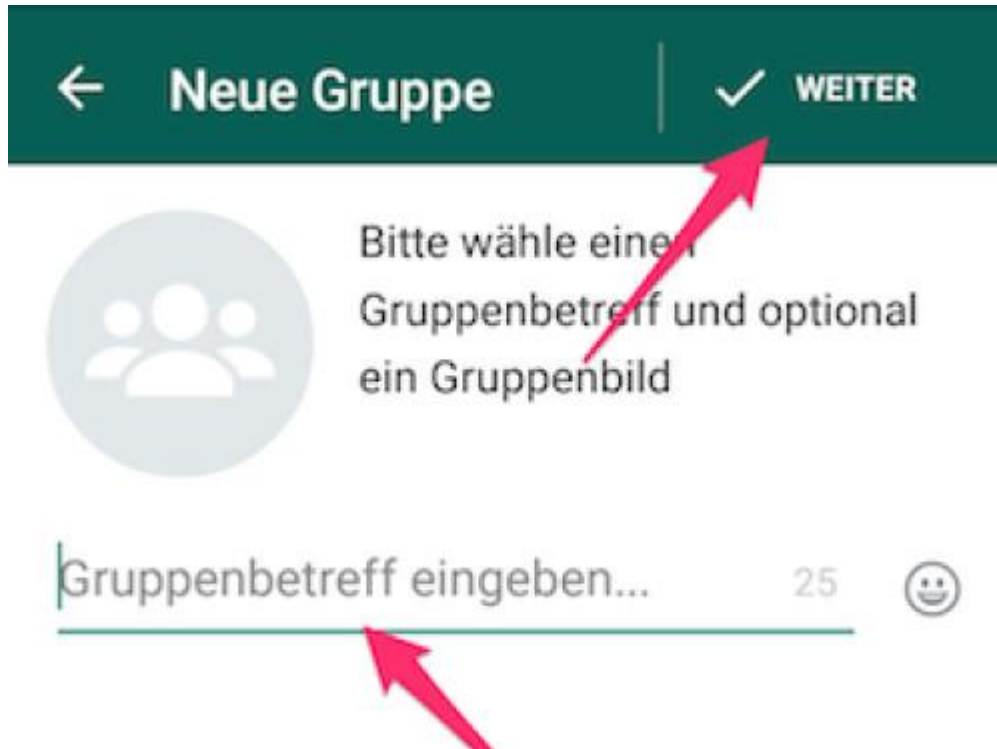 Neue Gruppe
WEITER
Bitte wähle einen
Gruppenbetreff und optional
ein Gruppenbild
Gruppenbetreff eingeben... 25